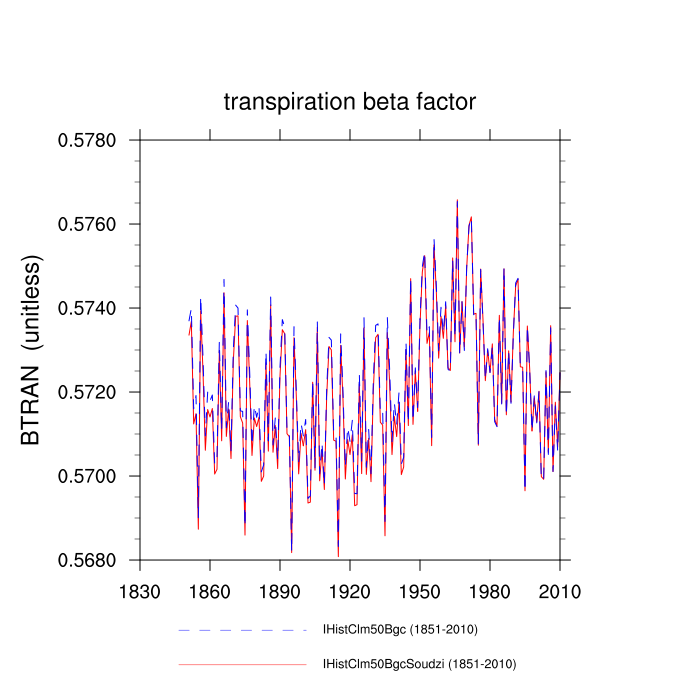 transpiration beta factor
0.5780
0.5760
0.5740
0.5720
0.5700
0.5680
BTRAN (unitless)
1830 1860 1890 1920 1950 1980 2010
IHistClm50Bgc (1851-2010)
IHistClm50BgcSoudzi (1851-2010)